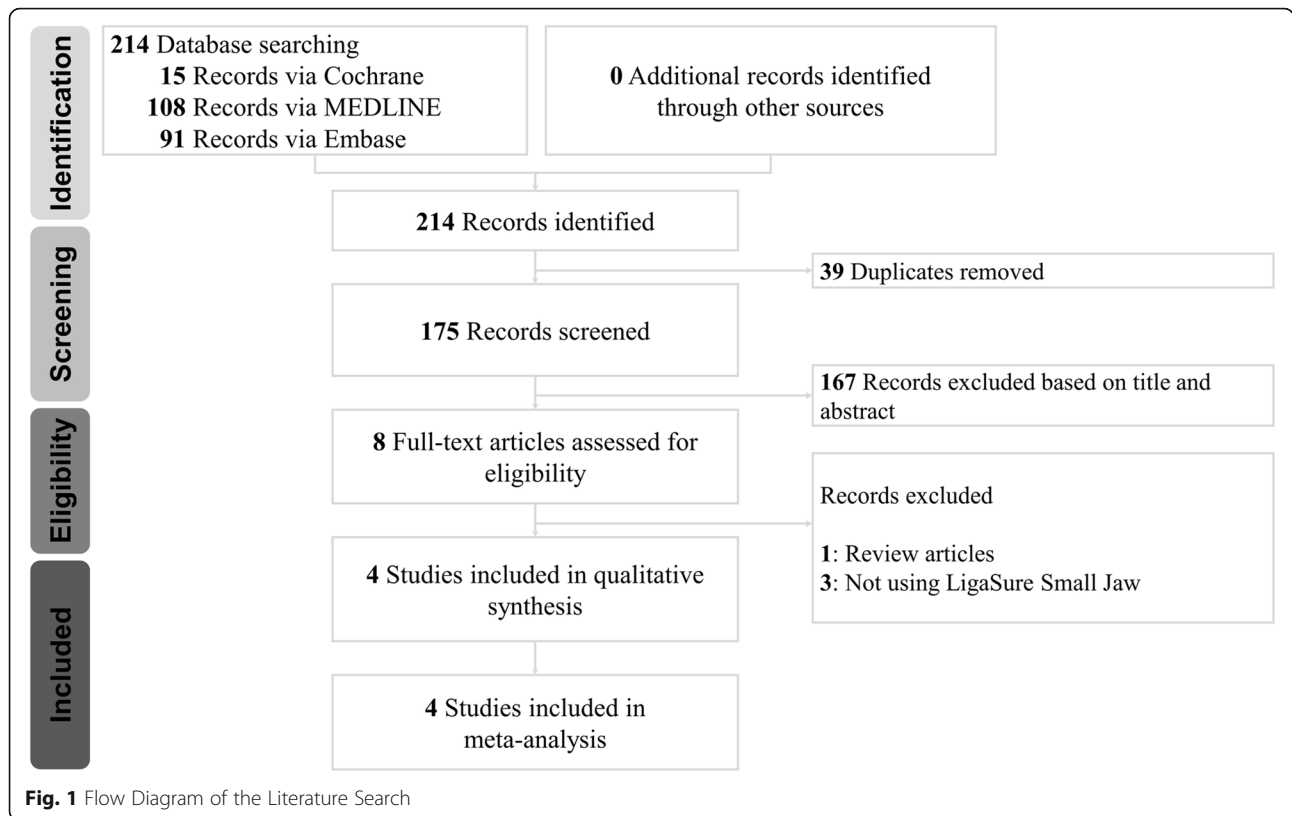 Identification
214 Database searching
15 Records via Cochrane
108 Records via MEDLINE
91 Records via Embase
0 Additional records identified
through other sources
214 Records identified
Screening
39 Duplicates removed
175 Records screened
167 Records excluded based on title and
abstract
Eligibility
8 Full-text articles assessed for
eligibility
Records excluded
1: Review articles
3: Not using LigaSure Small Jaw
Included
4 Studies included in qualitative
synthesis
4 Studies included in
meta-analysis
Fig. 1 Flow Diagram of the Literature Search